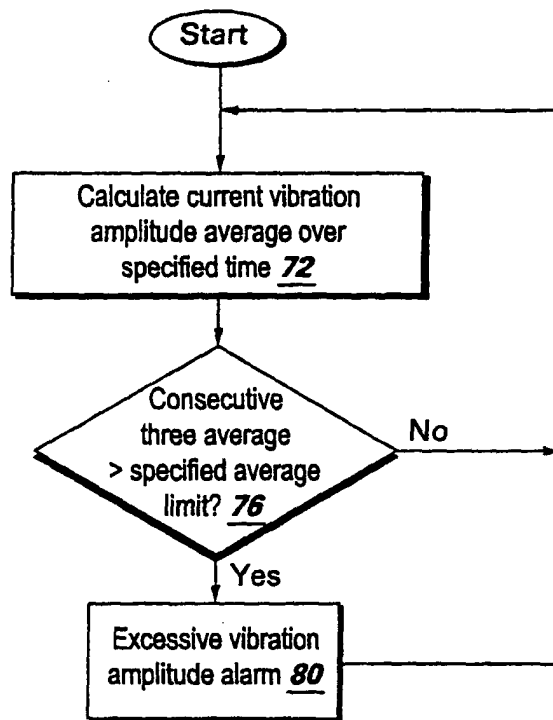 Start
Calculate current vibration
amplitude average over
specified time 72
Consecutive
three average
> specified average
limit? 76
No
Yes
Excessive vibration
amplitude alarm 80